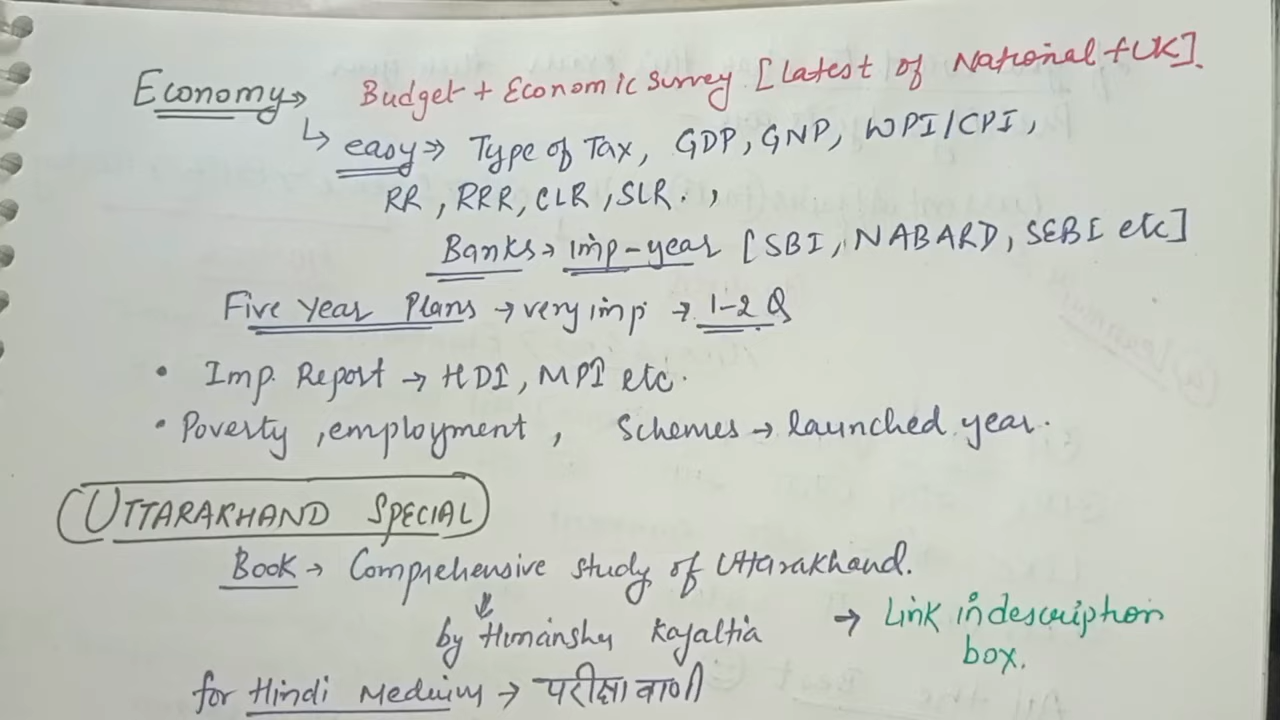 Economy → Budget + Economic survey [Latest of National + UK].
↳ easy → Type of Tax, GDP, GNP, WPI/CPI,
RR, RRR, CLR, SLR.,
Banks → imp-year [SBI, NABARD, SEBI etc]
Five Year Plans → very imp → 1-2 Q
• Imp. Report → HDI, MPI etc.
• Poverty, employment, Schemes → launched year.
UTTARAKHAND SPECIAL
Book → Comprehensive study of Uttarakhand.
by Himanshu Kafaltia → Link in description
box.
for Hindi Medium → परीक्षा वाणी